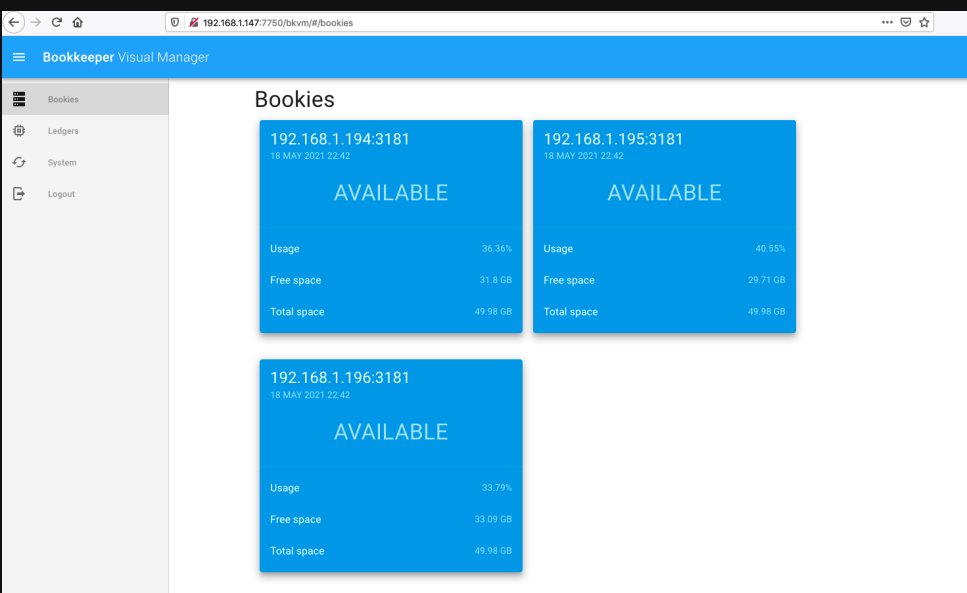 192.168.1.147:7750/bkvm/#/bookies
Bookkeeper Visual Manager
Bookies
Ledgers
System
Logout
Bookies
192.168.1.194:3181
18 MAY 2021 22:42
AVAILABLE
Usage 36.36%
Free space 31.8 GB
Total space 49.98 GB
192.168.1.195:3181
18 MAY 2021 22:42
AVAILABLE
Usage 40.55%
Free space 29.71 GB
Total space 49.98 GB
192.168.1.196:3181
18 MAY 2021 22:42
AVAILABLE
Usage 33.79%
Free space 33.09 GB
Total space 49.98 GB